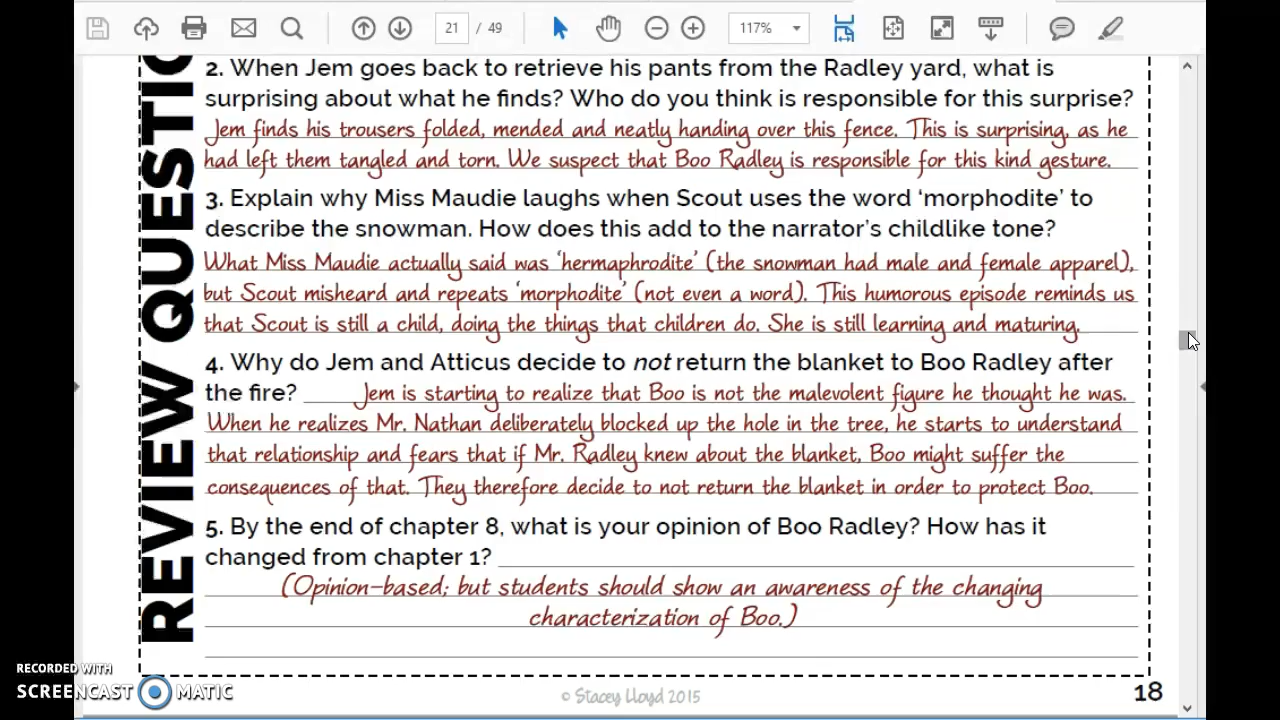 21 / 49
117%
REVIEW QUESTIO
2. When Jem goes back to retrieve his pants from the Radley yard, what is
surprising about what he finds? Who do you think is responsible for this surprise?
Jem finds his trousers folded, mended and neatly handing over this fence. This is surprising, as he
had left them tangled and torn. We suspect that Boo Radley is responsible for this kind gesture.
3. Explain why Miss Maudie laughs when Scout uses the word ‘morphodite’ to
describe the snowman. How does this add to the narrator’s childlike tone?
What Miss Maudie actually said was ‘hermaphrodite’ (the snowman had male and female apparel),
but Scout misheard and repeats ‘morphodite’ (not even a word). This humorous episode reminds us
that Scout is still a child, doing the things that children do. She is still learning and maturing.
4. Why do Jem and Atticus decide to not return the blanket to Boo Radley after
the fire? Jem is starting to realize that Boo is not the malevolent figure he thought he was.
When he realizes Mr. Nathan deliberately blocked up the hole in the tree, he starts to understand
that relationship and fears that if Mr. Radley knew about the blanket, Boo might suffer the
consequences of that. They therefore decide to not return the blanket in order to protect Boo.
5. By the end of chapter 8, what is your opinion of Boo Radley? How has it
changed from chapter 1?
(Opinion-based; but students should show an awareness of the changing
characterization of Boo.)
RECORDED WITH
SCREENCAST MATIC
© Stacey Lloyd 2015
18